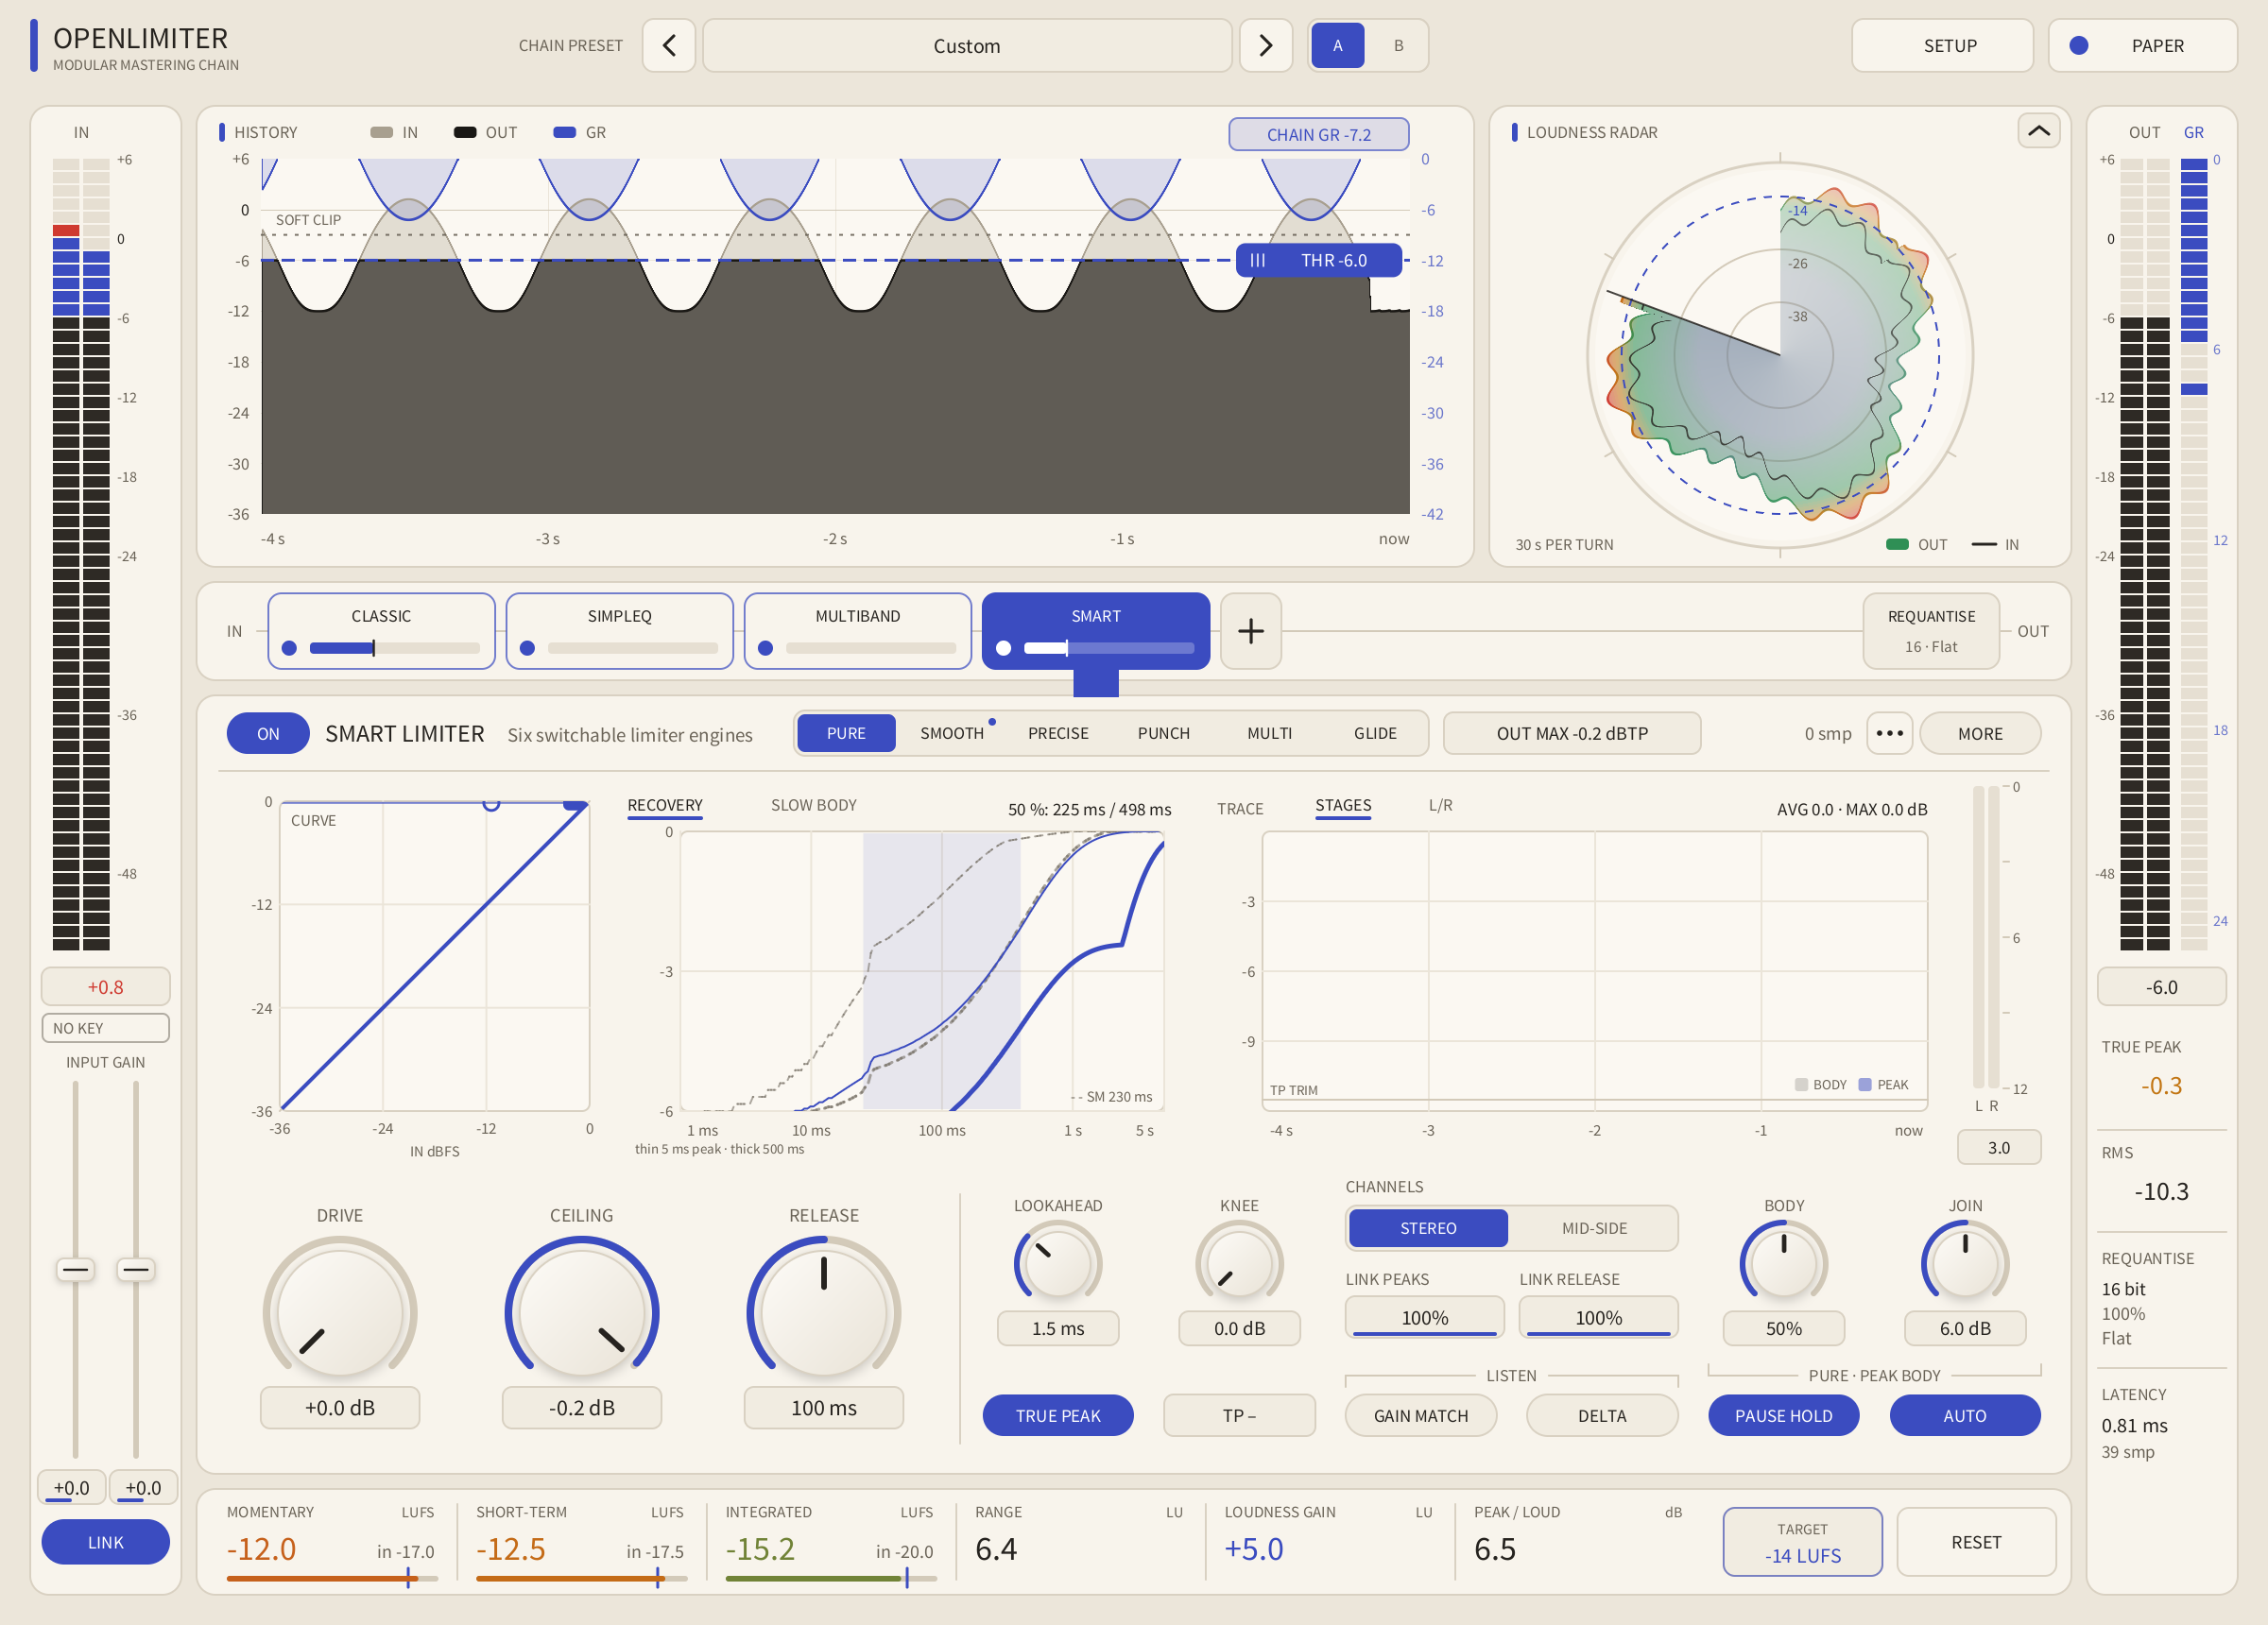 OPENLIMITER
MODULAR MASTERING CHAIN
CHAIN PRESET
Custom
A
B
SETUP
PAPER
IN
+6
0
-6
-12
-18
-24
-36
-48
+0.8
NO KEY
INPUT GAIN
+0.0
+0.0
LINK
HISTORY
IN
OUT
GR
CHAIN GR -7.2
+6
0
-6
-12
-18
-24
-30
-36
SOFT CLIP
THR -6.0
0
-6
-12
-18
-24
-30
-36
-42
-4 s
-3 s
-2 s
-1 s
now
LOUDNESS RADAR
-14
-26
-38
30 s PER TURN
OUT
IN
IN
CLASSIC
SIMPLEQ
MULTIBAND
SMART
REQUANTISE
16 · Flat
OUT
ON
SMART LIMITER
Six switchable limiter engines
PURE
SMOOTH
PRECISE
PUNCH
MULTI
GLIDE
OUT MAX -0.2 dBTP
0 smp
MORE
CURVE
0
-12
-24
-36
-36
-24
-12
0
IN dBFS
RECOVERY
SLOW BODY
50 %: 225 ms / 498 ms
0
-3
-6
-- SM 230 ms
1 ms
10 ms
100 ms
1 s
5 s
thin 5 ms peak · thick 500 ms
TRACE
STAGES
L/R
AVG 0.0 · MAX 0.0 dB
-3
-6
-9
TP TRIM
BODY
PEAK
-4 s
-3
-2
-1
now
0
6
12
L R
3.0
DRIVE
+0.0 dB
CEILING
-0.2 dB
RELEASE
100 ms
LOOKAHEAD
1.5 ms
KNEE
0.0 dB
CHANNELS
STEREO
MID-SIDE
LINK PEAKS
LINK RELEASE
100%
100%
BODY
50%
JOIN
6.0 dB
LISTEN
PURE · PEAK BODY
TRUE PEAK
TP –
GAIN MATCH
DELTA
PAUSE HOLD
AUTO
MOMENTARY
LUFS
-12.0
in -17.0
SHORT-TERM
LUFS
-12.5
in -17.5
INTEGRATED
LUFS
-15.2
in -20.0
RANGE
LU
6.4
LOUDNESS GAIN
LU
+5.0
PEAK / LOUD
dB
6.5
TARGET
-14 LUFS
RESET
OUT
GR
+6
0
-6
-12
-18
-24
-36
-48
0
6
12
18
24
-6.0
TRUE PEAK
-0.3
RMS
-10.3
REQUANTISE
16 bit
100%
Flat
LATENCY
0.81 ms
39 smp